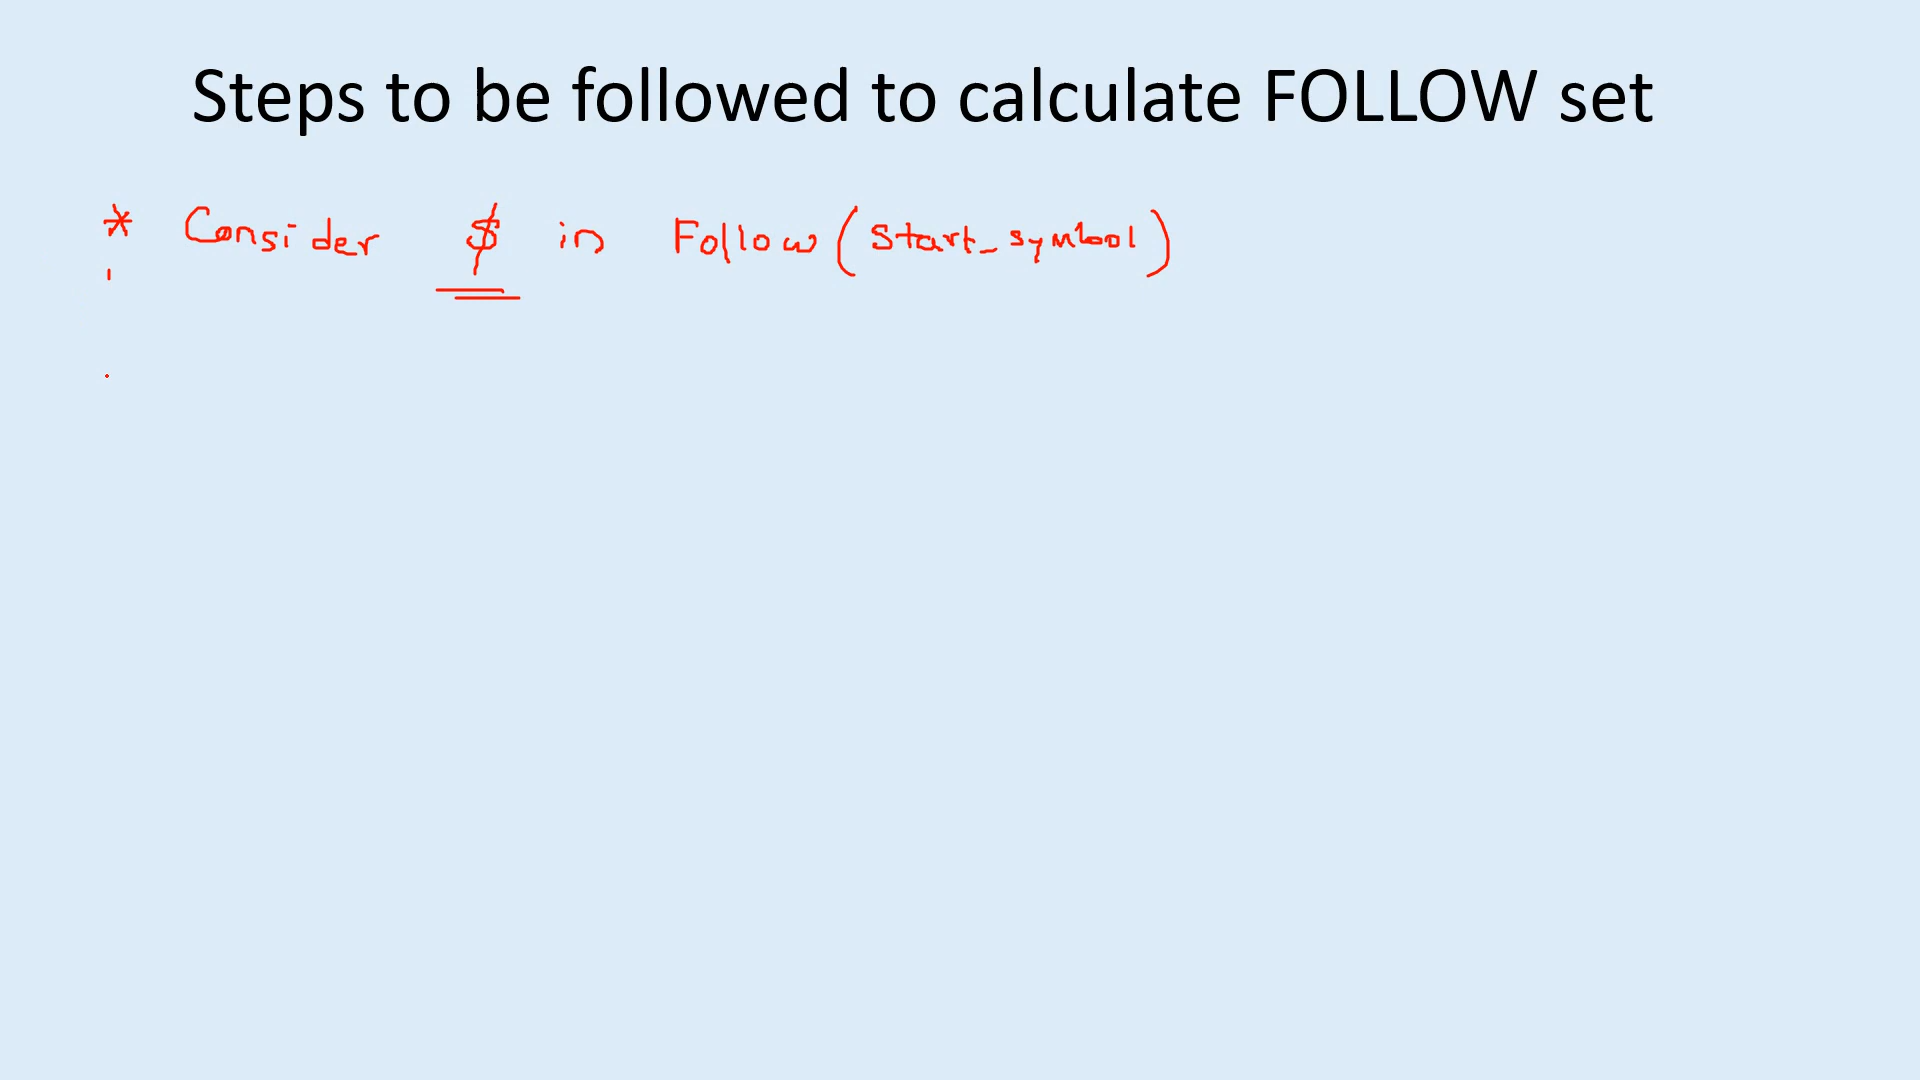 Steps to be followed to calculate FOLLOW set
* Consider $ in Follow (Start_symbol)